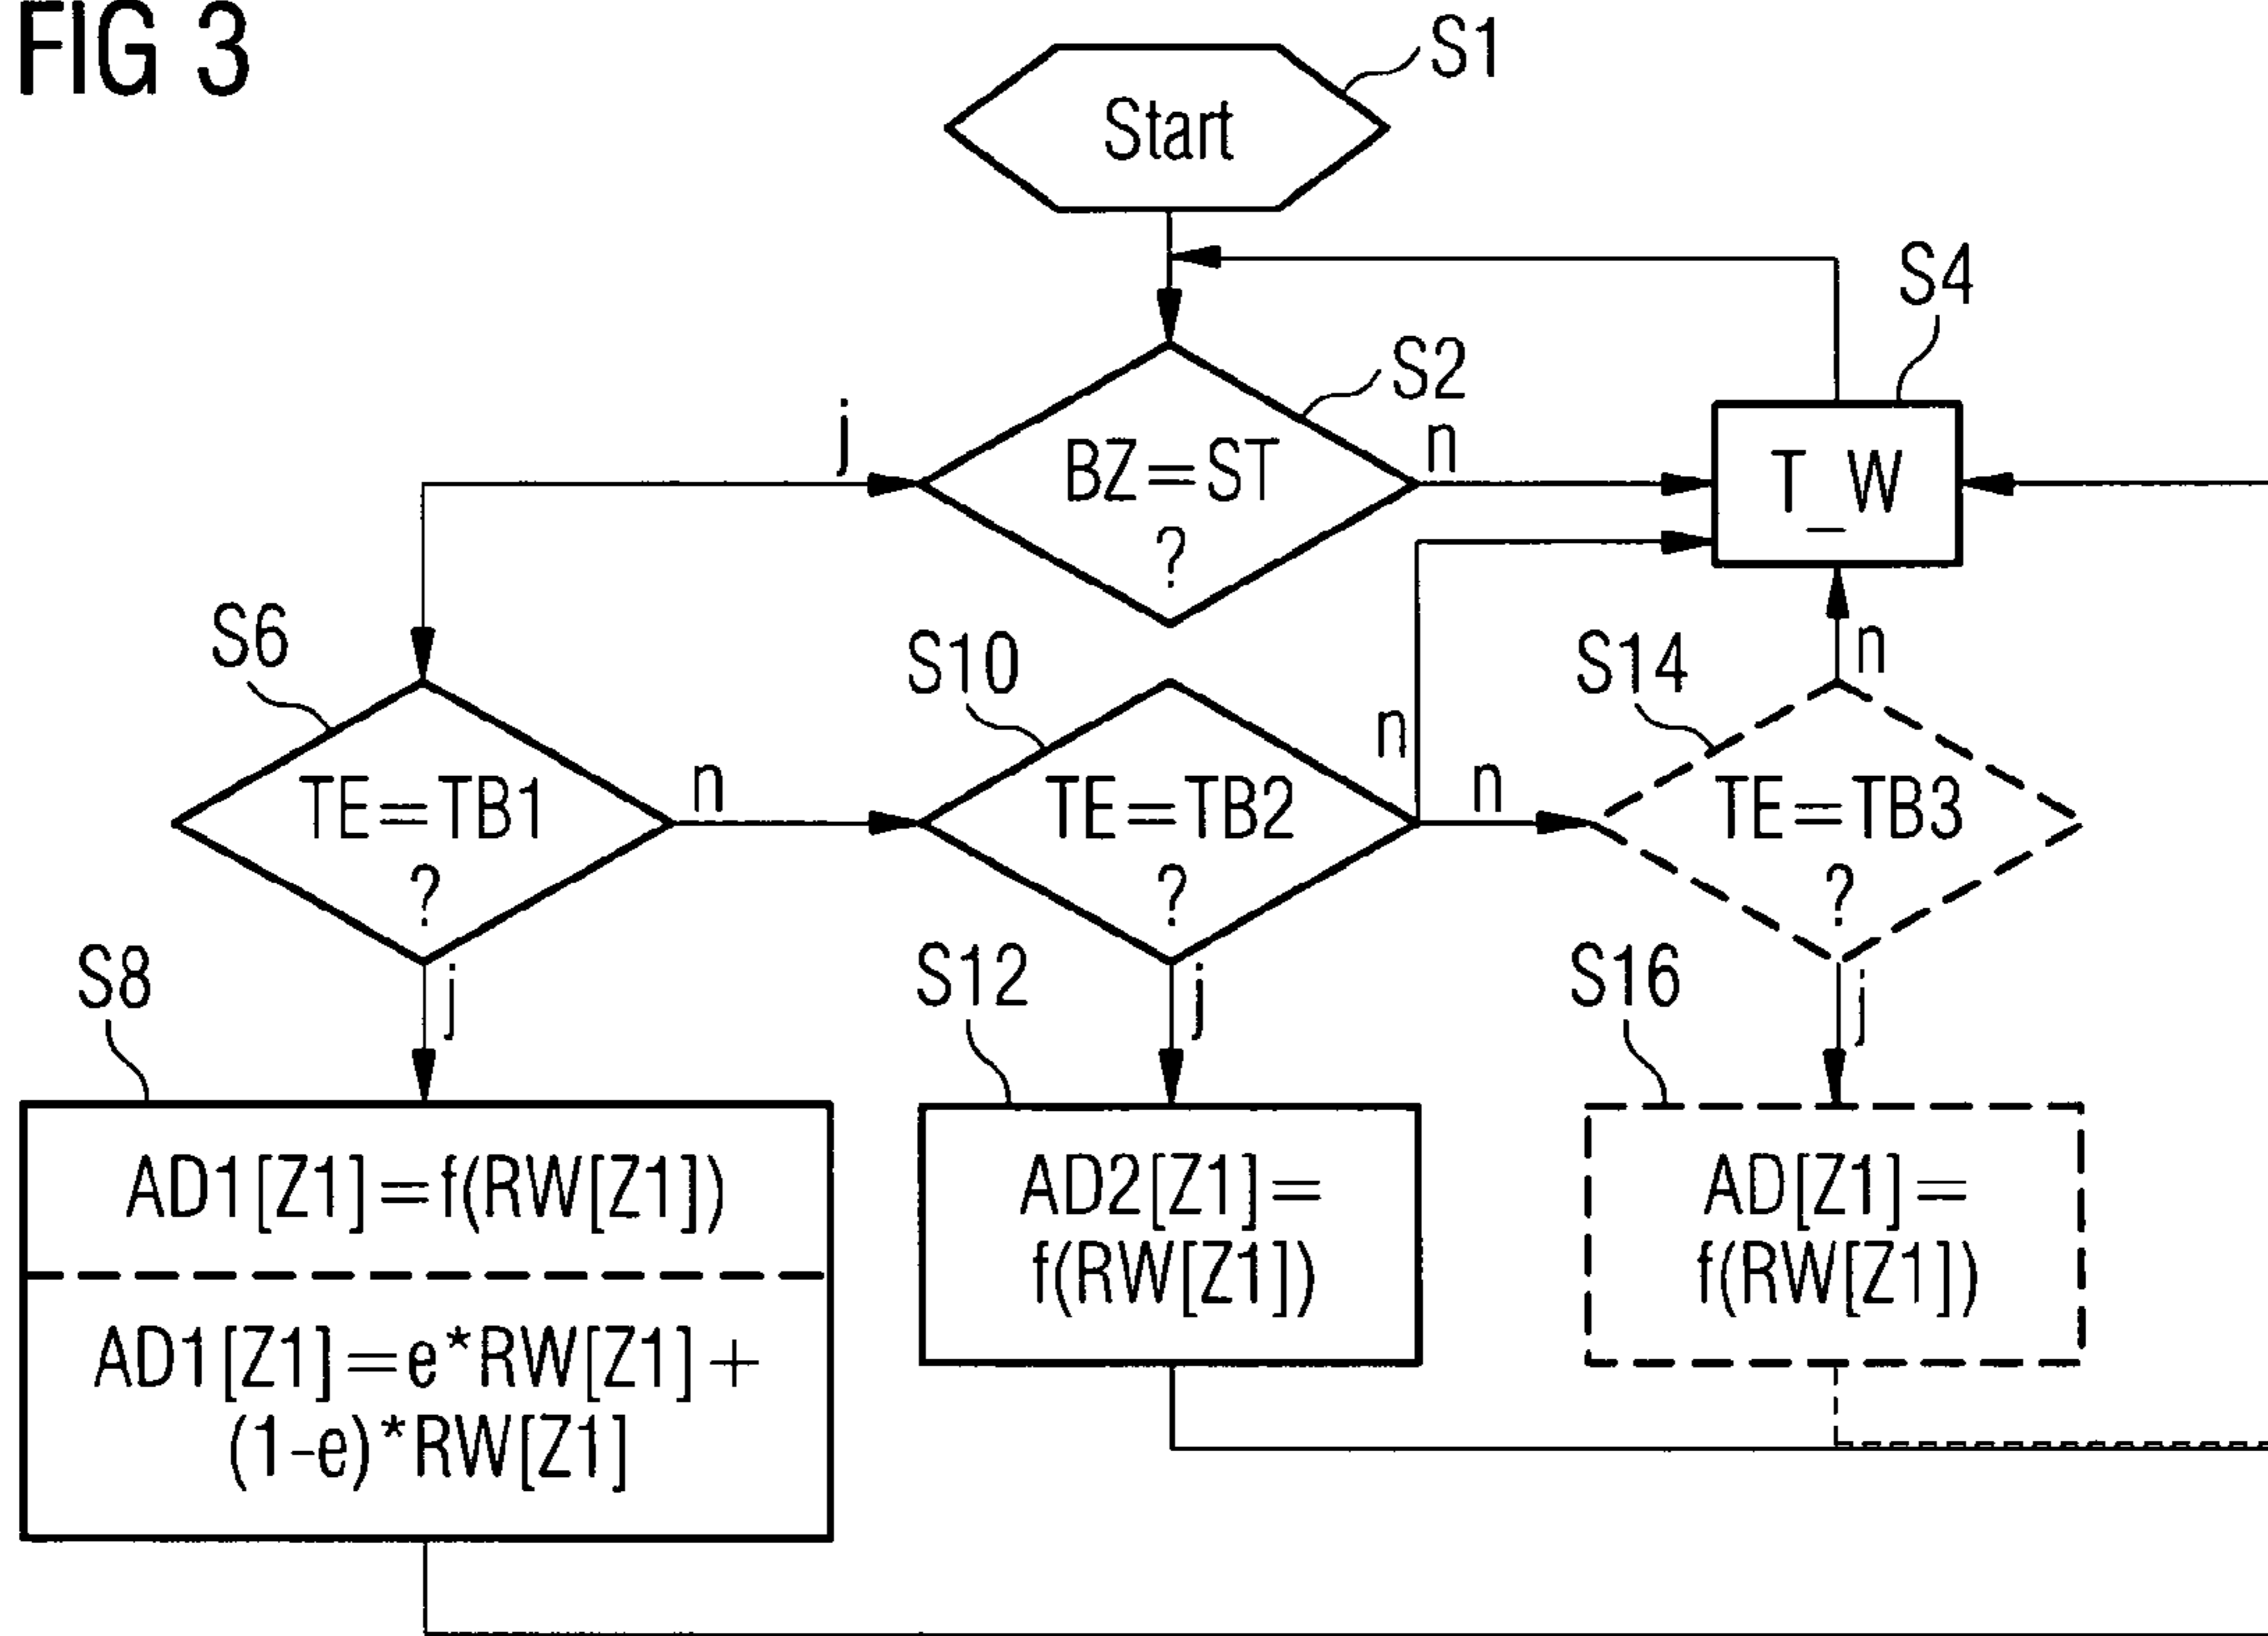 FIG 3
S1
Start
S4
S2
j
BZ=ST
?
n
T_W
S6
S10
S14
n
n
TE=TB1
?
n
TE=TB2
?
n
TE=TB3
?
S8
j
S12
j
S16
j
AD1[Z1]=f(RW[Z1])
AD1[Z1]=e*RW[Z1]+
(1-e)*RW[Z1]
AD2[Z1]=
f(RW[Z1])
AD[Z1]=
f(RW[Z1])